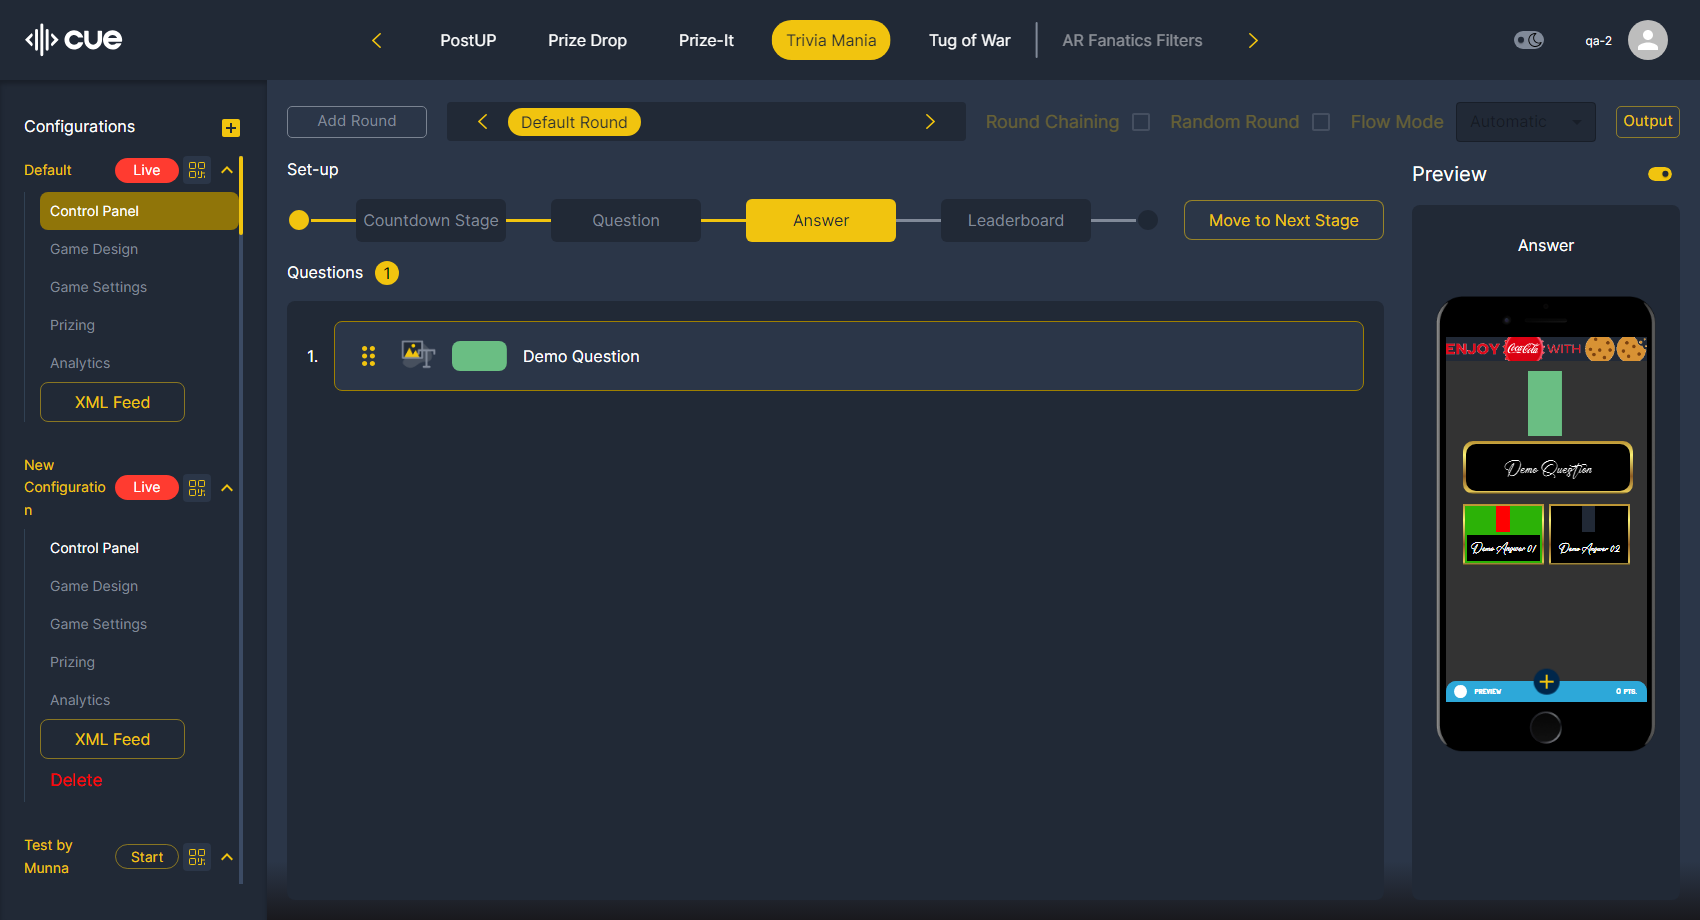 cue
PostUP
Prize Drop
Prize-It
Trivia Mania
Tug of War
AR Fanatics Filters
qa-2
Configurations
Default
Live
Control Panel
Game Design
Game Settings
Prizing
Analytics
XML Feed
New
Configuratio
n
Live
Control Panel
Game Design
Game Settings
Prizing
Analytics
XML Feed
Delete
Test by
Munna
Start
Add Round
Default Round
Round Chaining
Random Round
Flow Mode
Automatic
Output
Set-up
Countdown Stage
Question
Answer
Leaderboard
Move to Next Stage
Questions 1
1.
Demo Question
Preview
Answer
ENJOY Coca-Cola WITH
Demo Question
Demo Answer 01
Demo Answer 02
PREVIEW
0 PTS.